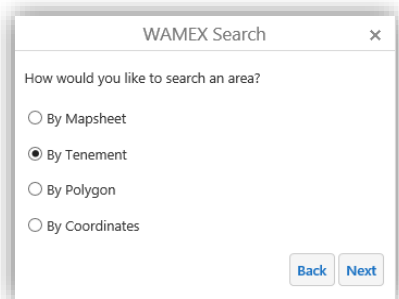 WAMEX Search
How would you like to search an area?
By Mapsheet
By Tenement
By Polygon
By Coordinates
Back Next